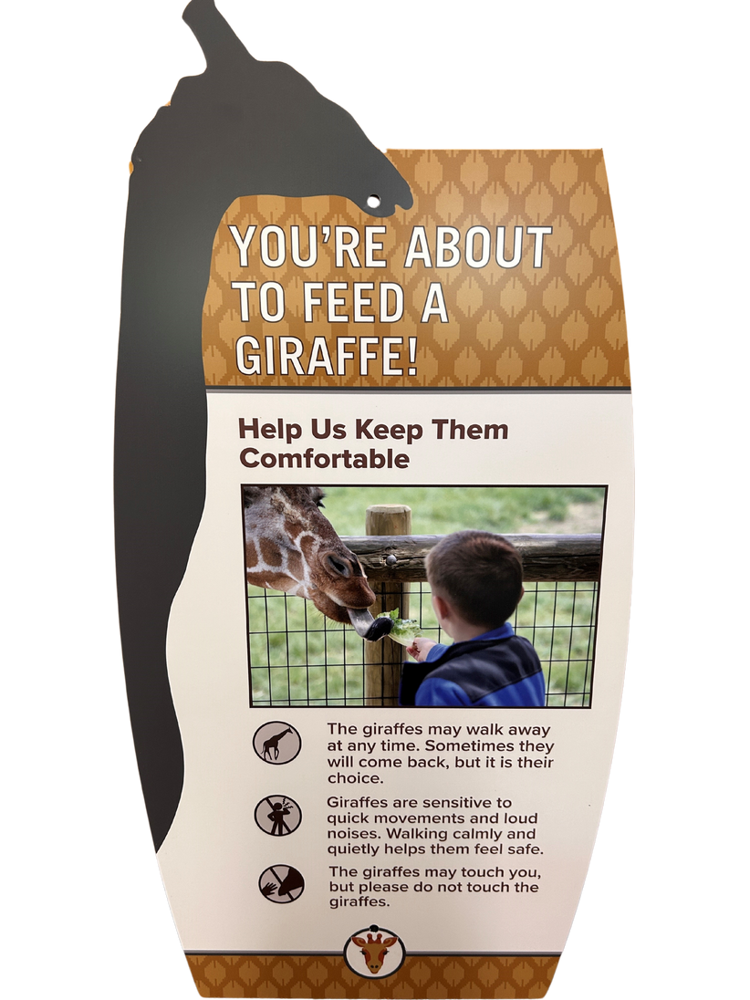 YOU'RE ABOUT
TO FEED A
GIRAFFE!
Help Us Keep Them
Comfortable
The giraffes may walk away
at any time. Sometimes they
will come back, but it is their
choice.
Giraffes are sensitive to
quick movements and loud
noises. Walking calmly and
quietly helps them feel safe.
The giraffes may touch you,
but please do not touch the
giraffes.